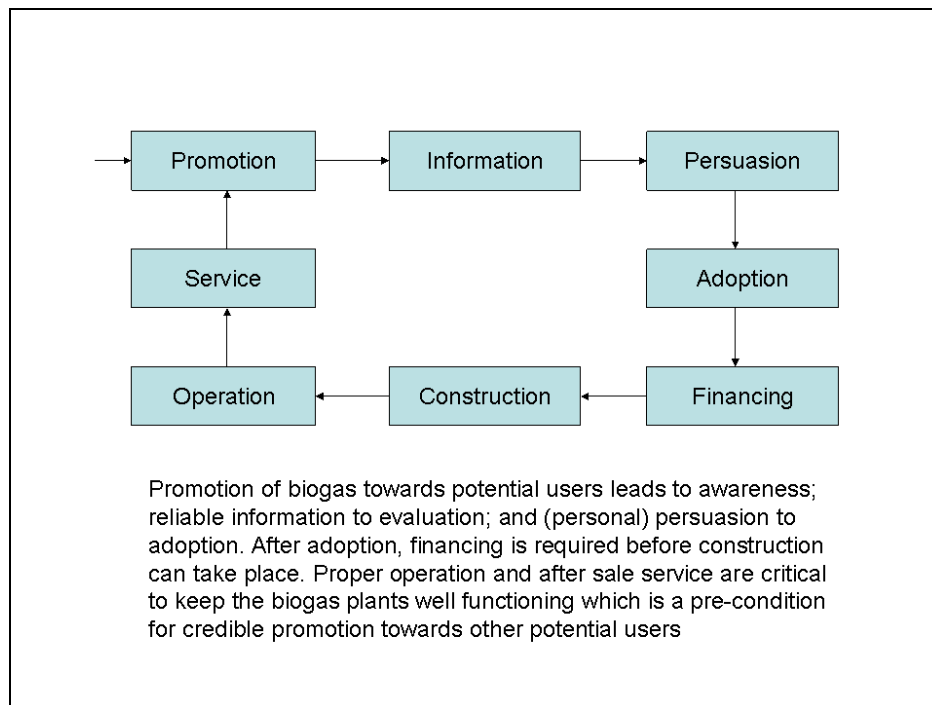 Promotion
Information
Persuasion
Service
Adoption
Operation
Construction
Financing
Promotion of biogas towards potential users leads to awareness;
reliable information to evaluation; and (personal) persuasion to
adoption. After adoption, financing is required before construction
can take place. Proper operation and after sale service are critical
to keep the biogas plants well functioning which is a pre-condition
for credible promotion towards other potential users